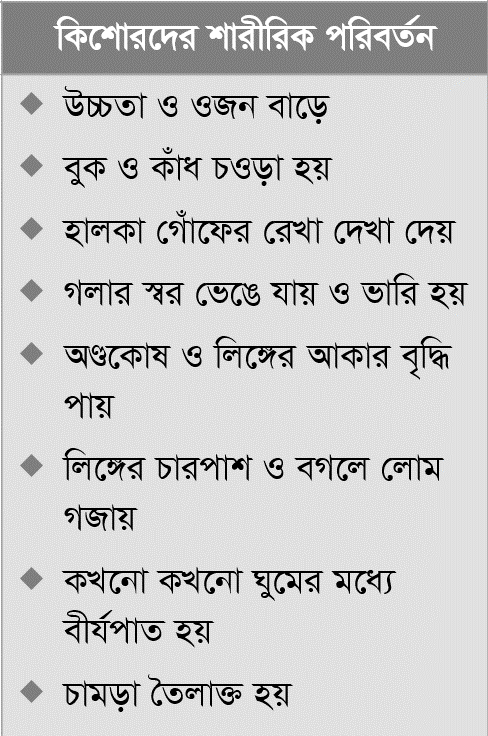 কিশোরদের শারীরিক পরিবর্তন
◆ উচ্চতা ও ওজন বাড়ে
◆ বুক ও কাঁধ চওড়া হয়
◆ হালকা গোঁফের রেখা দেখা দেয়
◆ গলার স্বর ভেঙে যায় ও ভারি হয়
◆ অণ্ডকোষ ও লিঙ্গের আকার বৃদ্ধি
পায়
◆ লিঙ্গের চারপাশ ও বগলে লোম
গজায়
◆ কখনো কখনো ঘুমের মধ্যে
বীর্যপাত হয়
◆ চামড়া তৈলাক্ত হয়